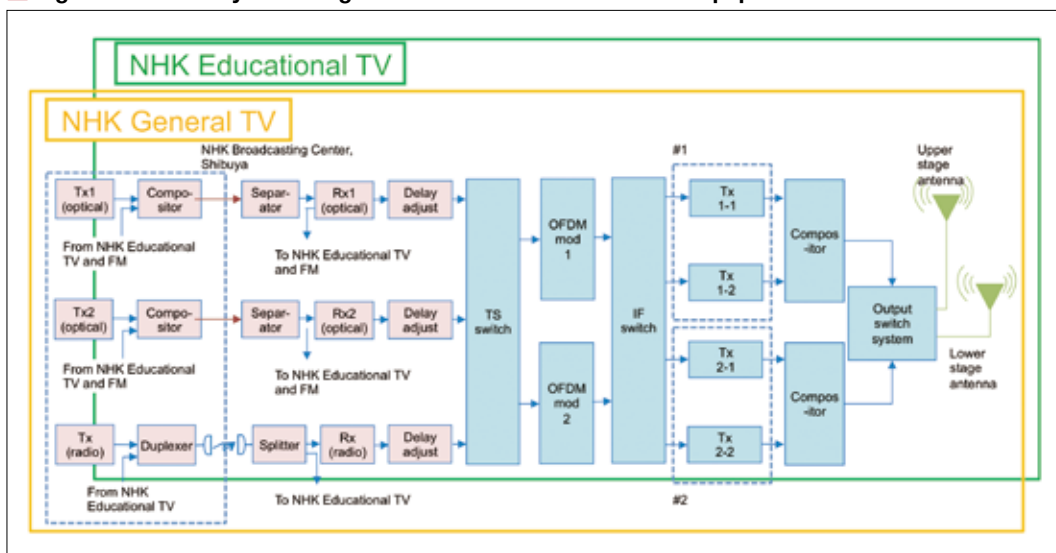 NHK Educational TV
NHK General TV
NHK Broadcasting Center,
Shibuya
#1
Upper
stage
antenna
Tx1
(optical)
Compo-
sitor
Separ-
ator
Rx1
(optical)
Delay
adjust
From NHK Educational
TV and FM
To NHK Educational TV
and FM
Tx2
(optical)
Compo-
sitor
Separ-
ator
Rx2
(optical)
Delay
adjust
From NHK Educational
TV and FM
To NHK Educational TV
and FM
Tx
(radio)
Duplexer
Splitter
Rx
(radio)
Delay
adjust
From NHK
Educational TV
To NHK Educational TV
TS
switch
OFDM
mod
1
OFDM
mod
2
IF
switch
Tx
1-1
Tx
1-2
Tx
2-1
Tx
2-2
#2
Compos
-itor
Compos
-itor
Output
switch
system
Lower
stage
antenna